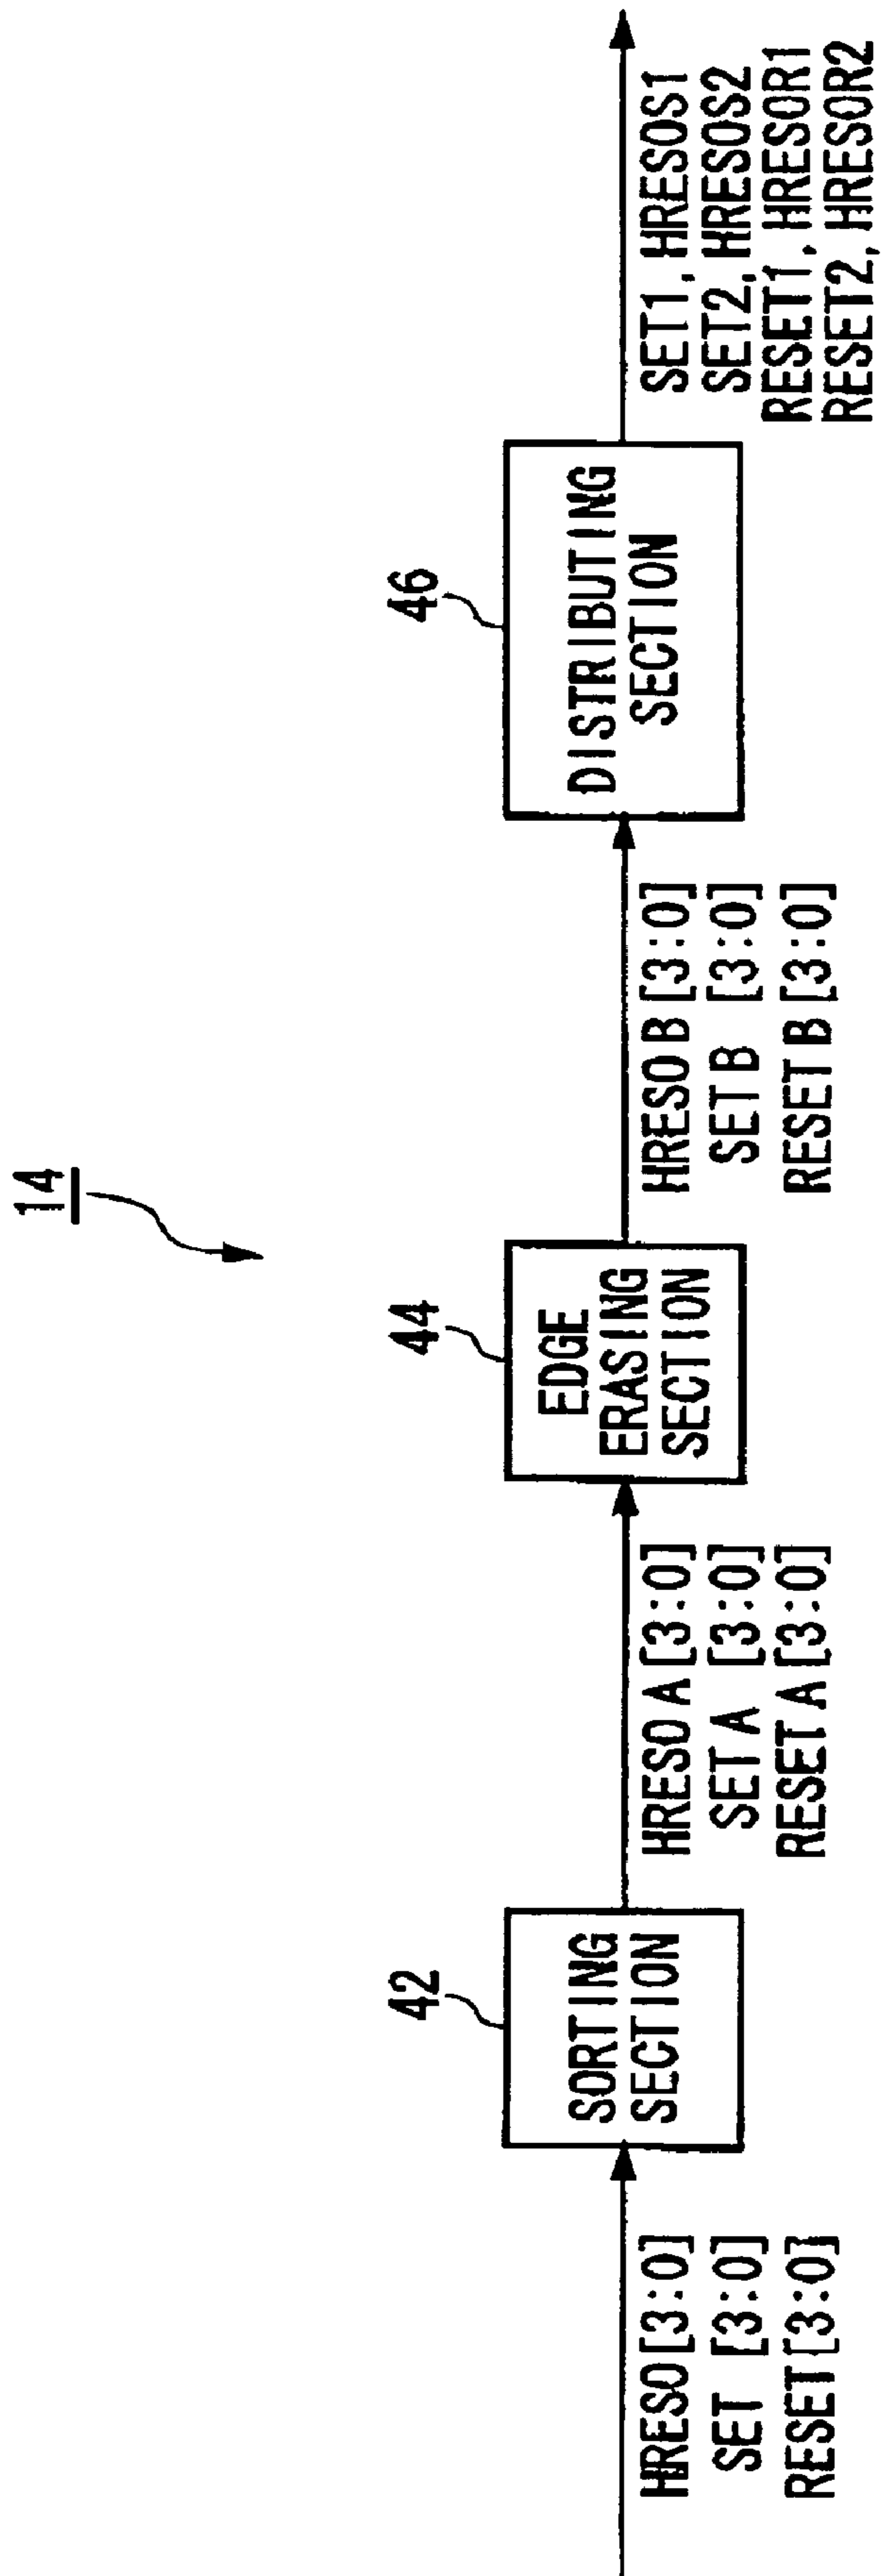 14
42
SORTING
SECTION
44
EDGE
ERASING
SECTION
46
DISTRIBUTING
SECTION
HRESO[3:0]
SET [3:0]
RESET[3:0]
HRESO A [3:0]
SET A [3:0]
RESET A [3:0]
HRESO B [3:0]
SET B [3:0]
RESET B [3:0]
SET1, HRESOS1
SET2, HRESOS2
RESET1, HRESOR1
RESET2, HRESOR2